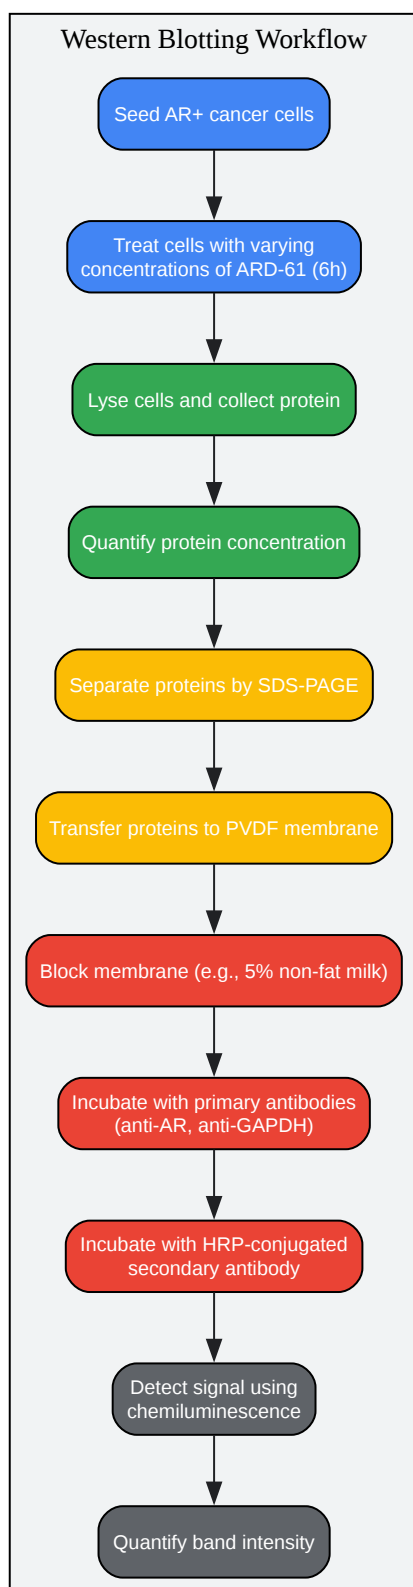 Western Blotting Workflow
Seed AR+ cancer cells
Treat cells with varying
concentrations of ARD-61 (6h)
Lyse cells and collect protein
Quantify protein concentration
Separate proteins by SDS-PAGE
Transfer proteins to PVDF membrane
Block membrane (e.g., 5% non-fat milk)
Incubate with primary antibodies
(anti-AR, anti-GAPDH)
Incubate with HRP-conjugated
secondary antibody
Detect signal using
chemiluminescence
Quantify band intensity